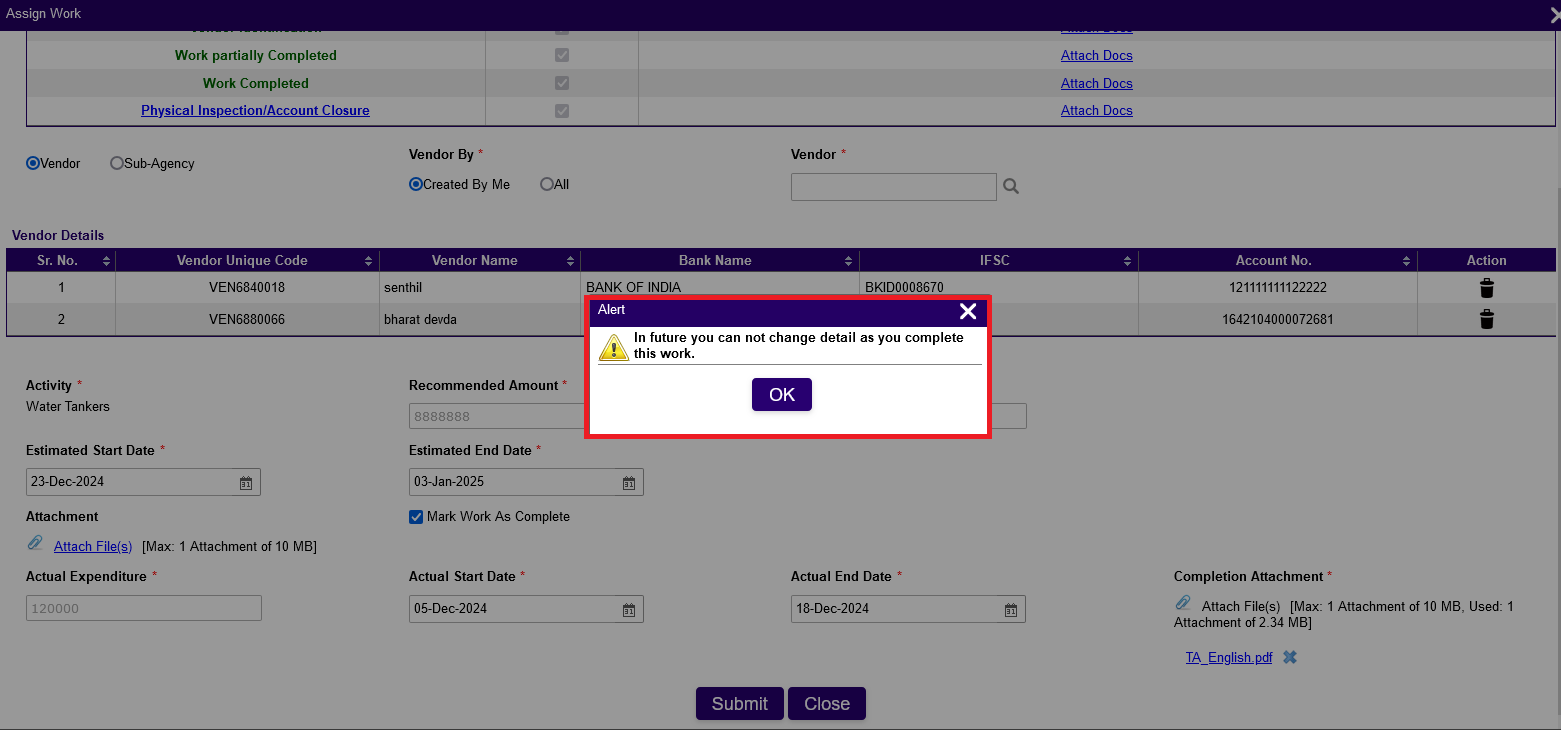 Assign Work
Vendor Identification Attach Docs
Work partially Completed Attach Docs
Work Completed Attach Docs
Physical Inspection/Account Closure Attach Docs
Vendor By * Vendor *
Vendor Sub-Agency
Created By Me All
Vendor Details
Sr. No. Vendor Unique Code Vendor Name Bank Name IFSC Account No. Action
1 VEN6840018 senthil BANK OF INDIA BKID0008670 121111111122222
2 VEN6880066 bharat devda 1642104000072681
Alert
In future you can not change detail as you complete
this work.
OK
Activity * Recommended Amount *
Water Tankers
8888888
Estimated Start Date * Estimated End Date *
23-Dec-2024 03-Jan-2025
Attachment Mark Work As Complete
Attach File(s) [Max: 1 Attachment of 10 MB]
Actual Expenditure * Actual Start Date * Actual End Date * Completion Attachment *
120000 05-Dec-2024 18-Dec-2024 Attach File(s) [Max: 1 Attachment of 10 MB, Used: 1
Attachment of 2.34 MB]
TA_English.pdf
Submit Close